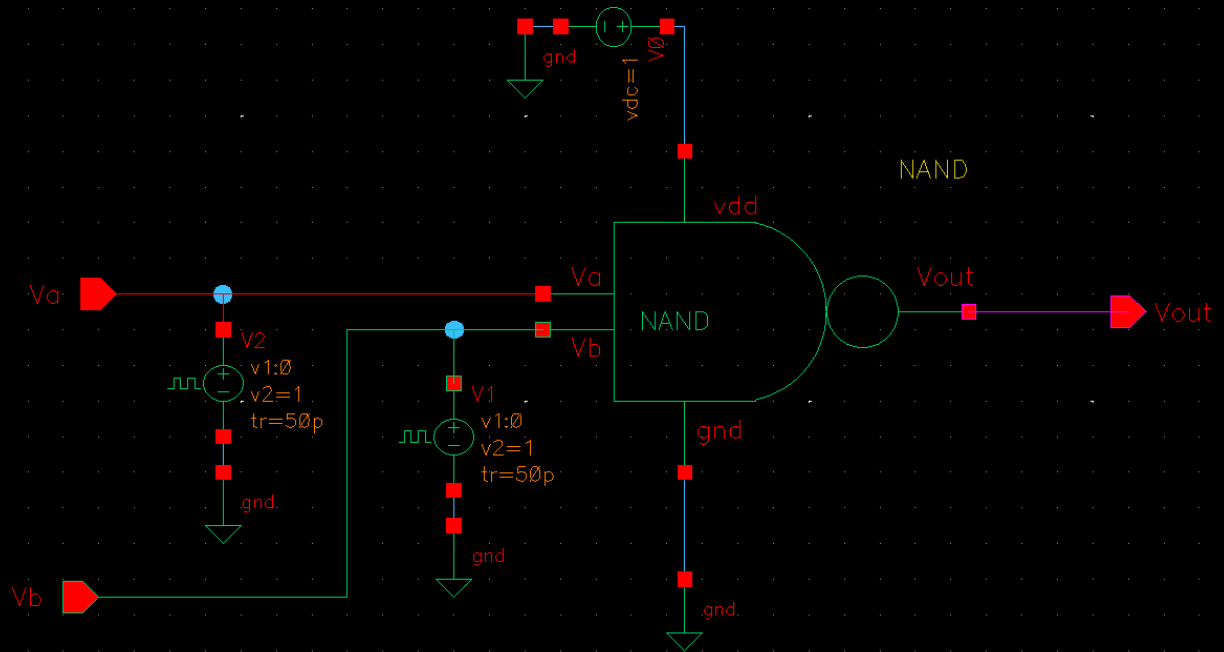 gnd
V0
vdc=1
NAND
vdd
Va
Va
Vout
Vout
NAND
Vb
V2
v1:0
v2=1
tr=50p
V1
v1:0
v2=1
tr=50p
gnd
gnd
gnd
Vb
gnd